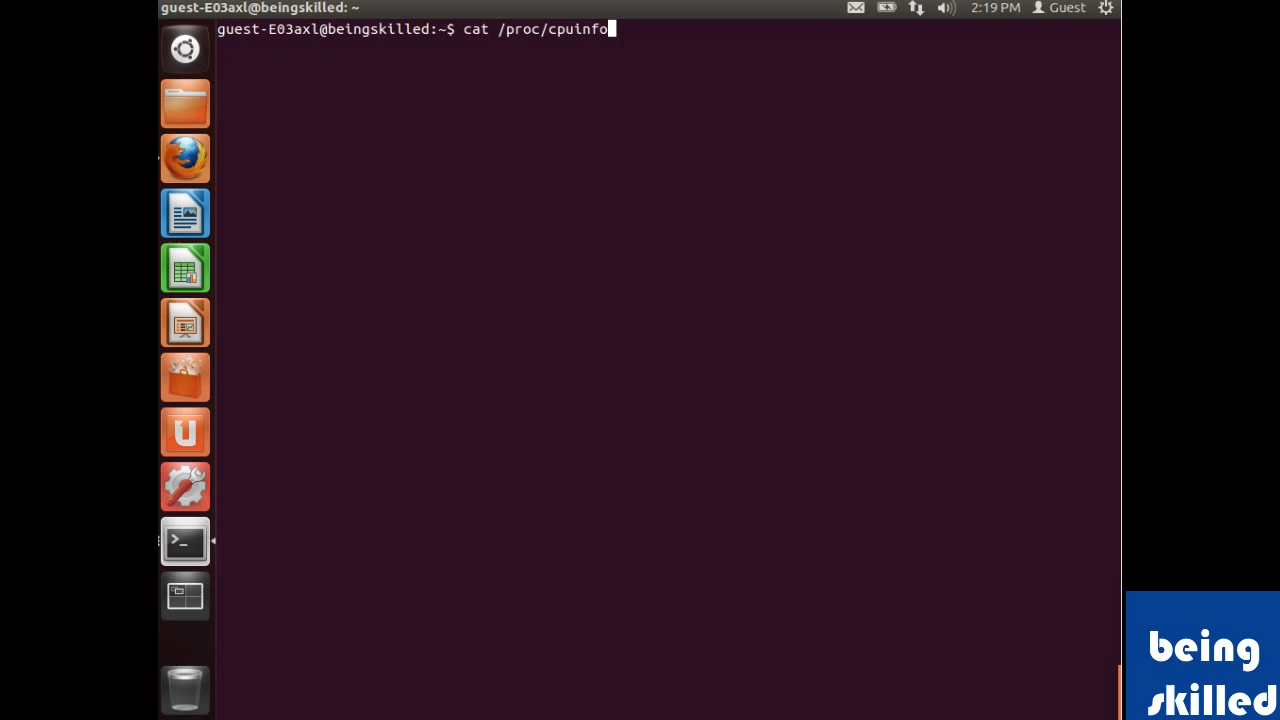 guest-E03axl@beingskilled: ~
2:19 PM
Guest
guest-E03axl@beingskilled:~$ cat /proc/cpuinfo
being
skilled